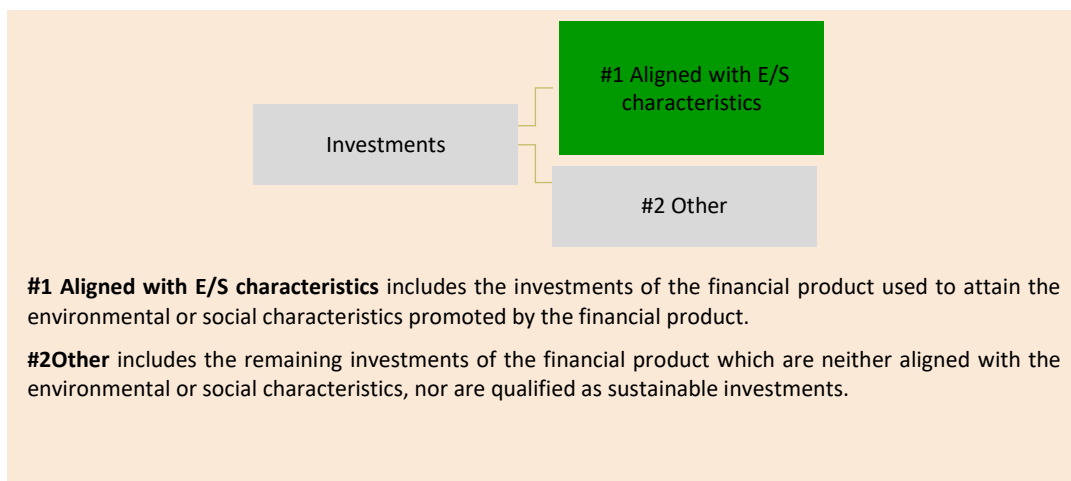 #1 Aligned with E/S
characteristics
Investments
#2 Other
#1 Aligned with E/S characteristics includes the investments of the financial product used to attain the
environmental or social characteristics promoted by the financial product.
#2Other includes the remaining investments of the financial product which are neither aligned with the
environmental or social characteristics, nor are qualified as sustainable investments.